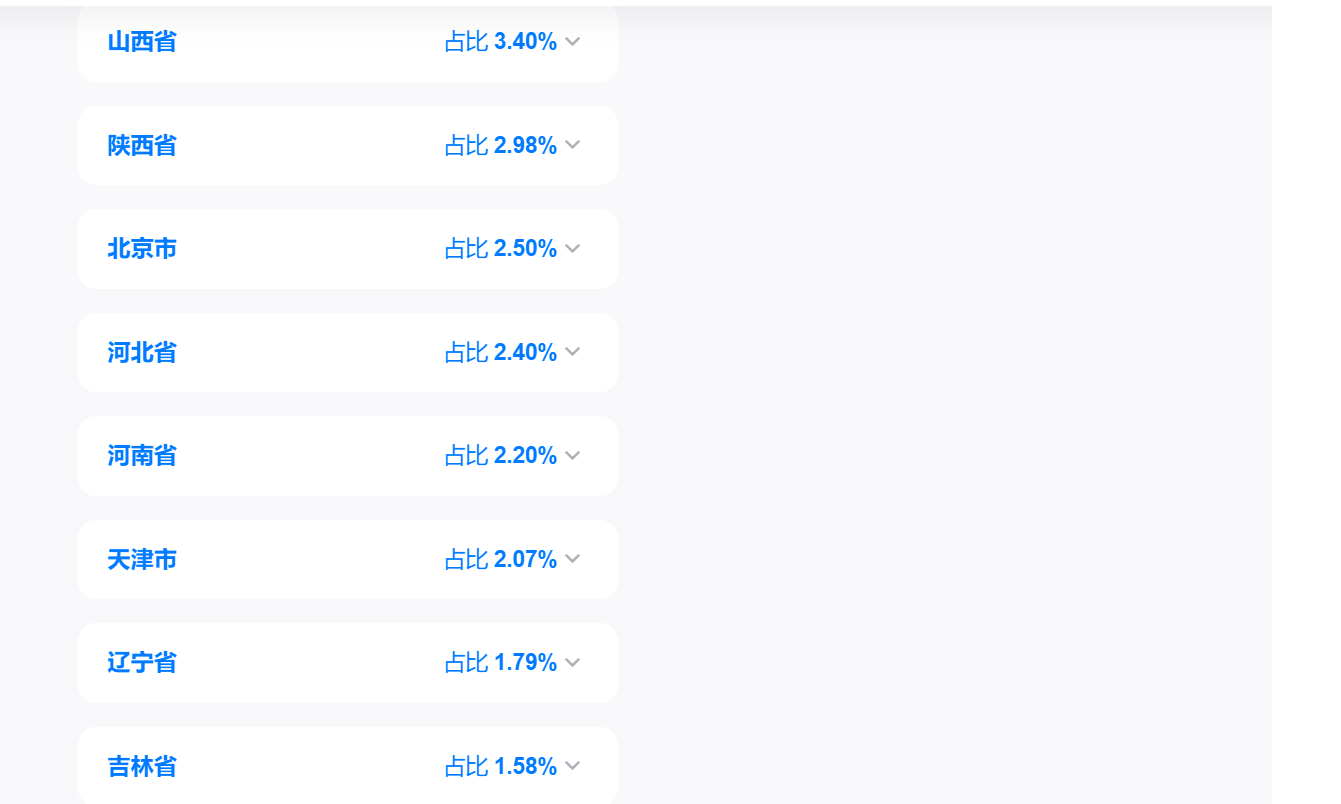 山西省 占比 3.40%
陕西省 占比 2.98%
北京市 占比 2.50%
河北省 占比 2.40%
河南省 占比 2.20%
天津市 占比 2.07%
辽宁省 占比 1.79%
吉林省 占比 1.58%